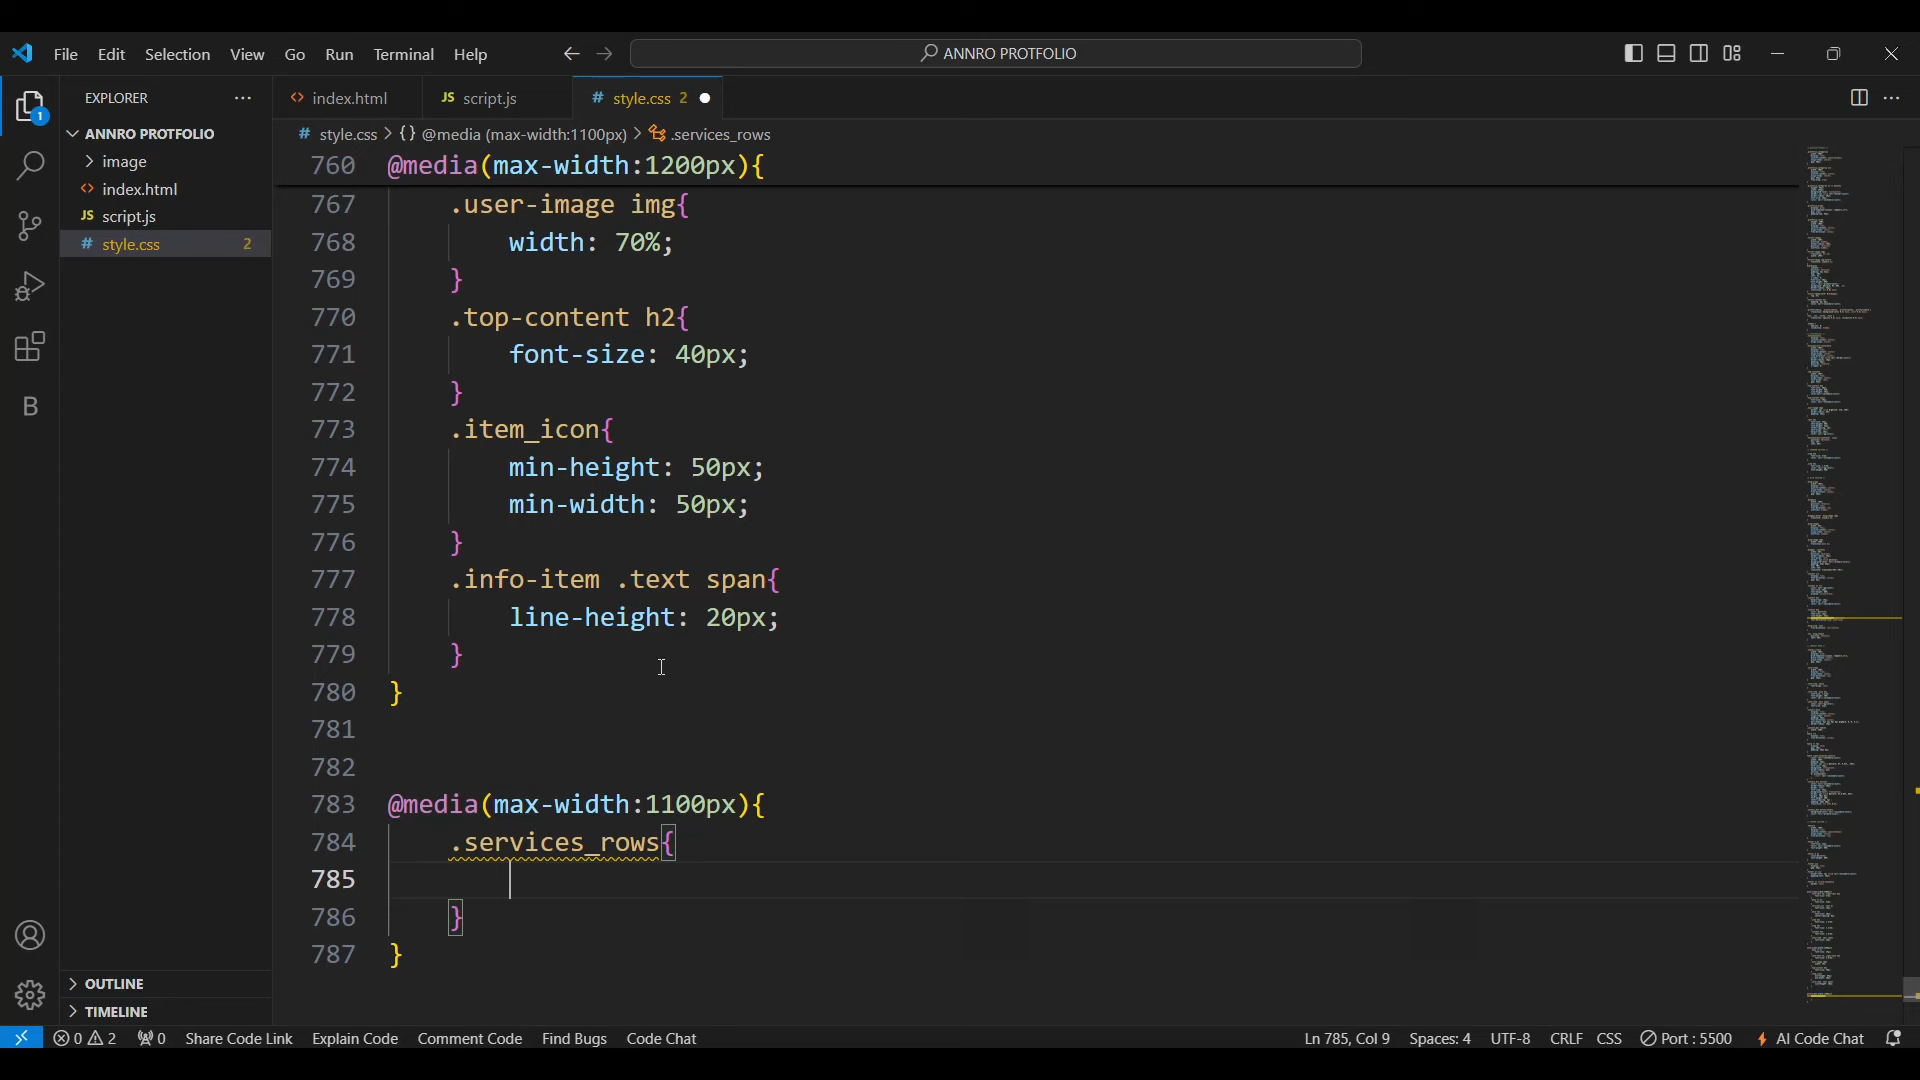 File Edit Selection View Go Run Terminal Help
ANNRO PROTFOLIO
EXPLORER
ANNRO PROTFOLIO
image
index.html
JS script.js
# style.css 2
OUTLINE
TIMELINE
index.html
JS script.js
# style.css 2
# style.css > {} @media (max-width:1100px) > .services_rows
760 @media(max-width:1200px){
767 .user-image img{
768 width: 70%;
769 }
770 .top-content h2{
771 font-size: 40px;
772 }
773 .item_icon{
774 min-height: 50px;
775 min-width: 50px;
776 }
777 .info-item .text span{
778 line-height: 20px;
779 }
780 }
781
782
783 @media(max-width:1100px){
784 .services_rows{
785
786 }
787 }
1
B
0 2 0 Share Code Link Explain Code Comment Code Find Bugs Code Chat Ln 785, Col 9 Spaces: 4 UTF-8 CRLF CSS Port : 5500 AI Code Chat